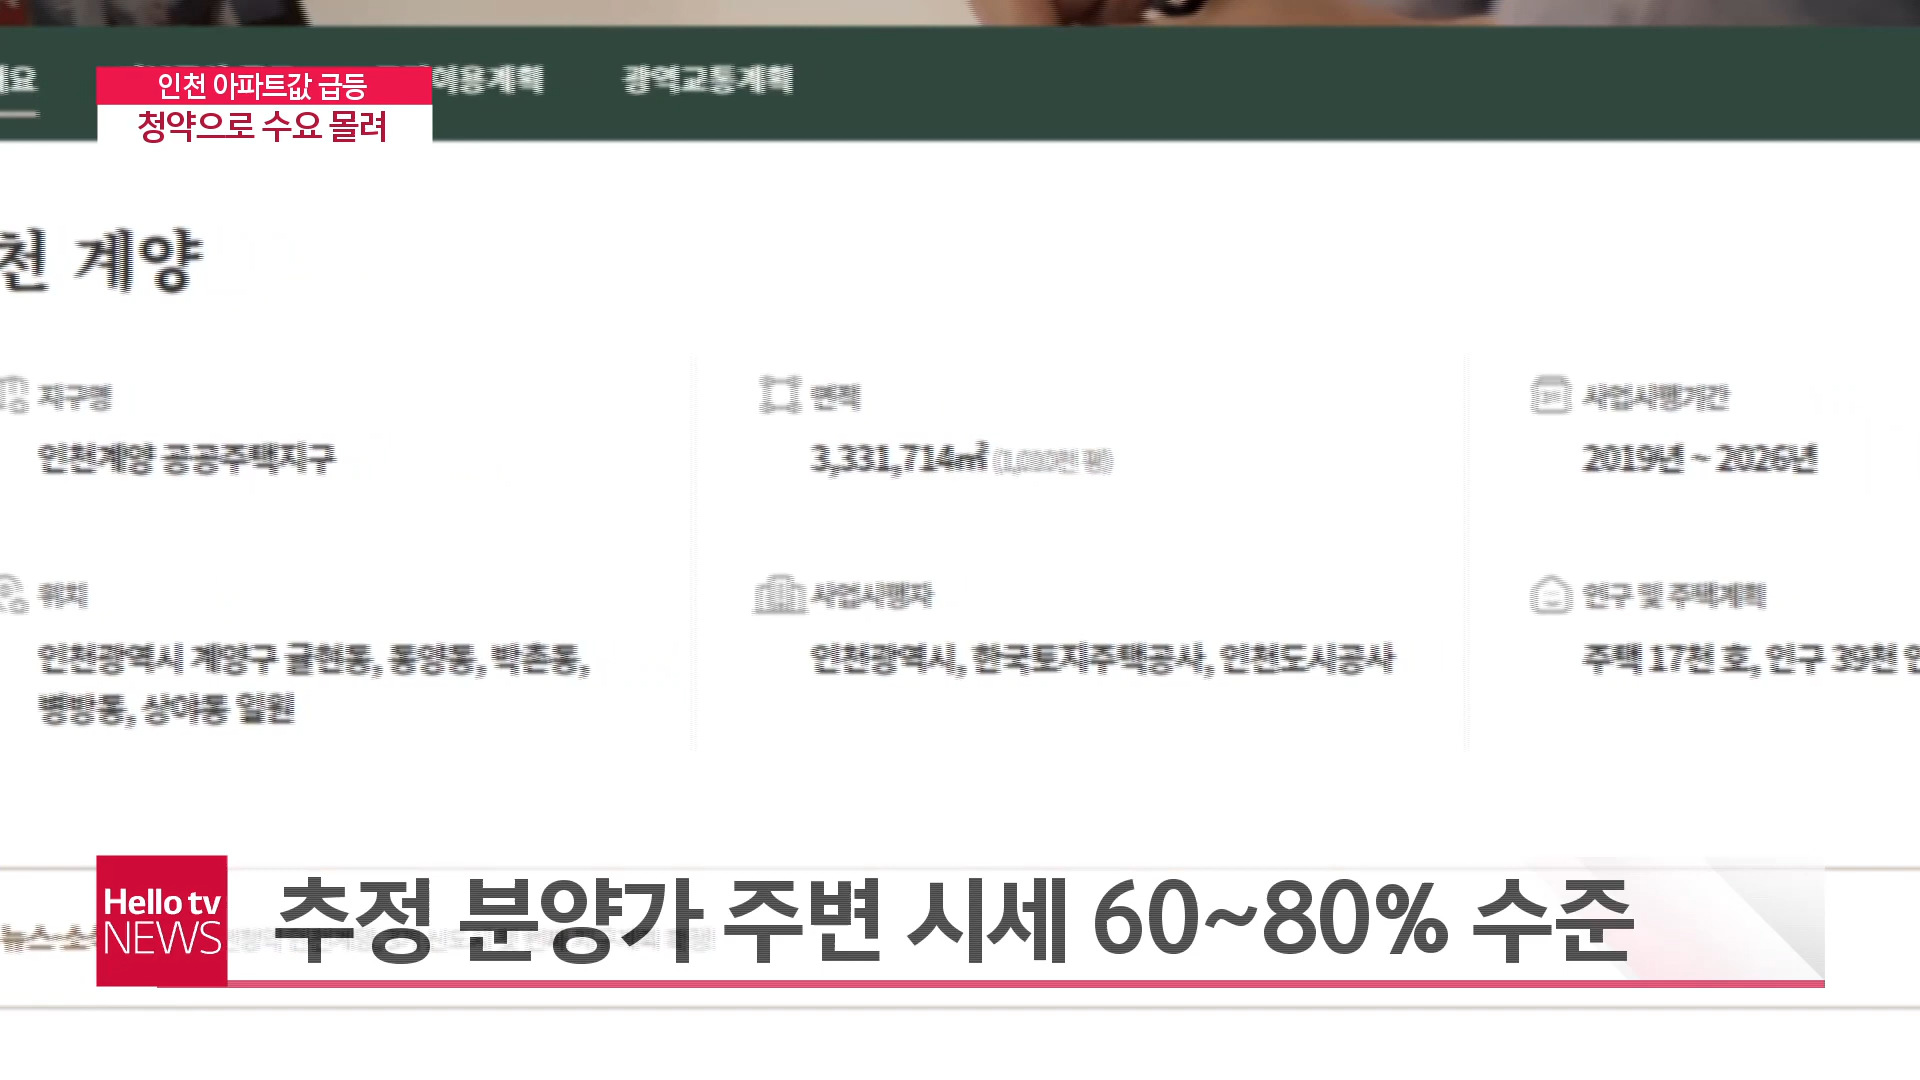 이용계획 광역교통계획
인천 아파트값 급등
청약으로 수요 몰려
천 계양
지구명
인천계양 공공주택지구
면적
3,331,714㎡
사업시행기간
2019년 ~ 2026년
위치
인천광역시 계양구 귤현동, 동양동, 박촌동,
병방동, 상야동 일원
사업시행자
인천광역시, 한국토지주택공사, 인천도시공사
인구 및 주택계획
주택 17천 호, 인구 39천
Hello tv
NEWS
추정 분양가 주변 시세 60~80% 수준